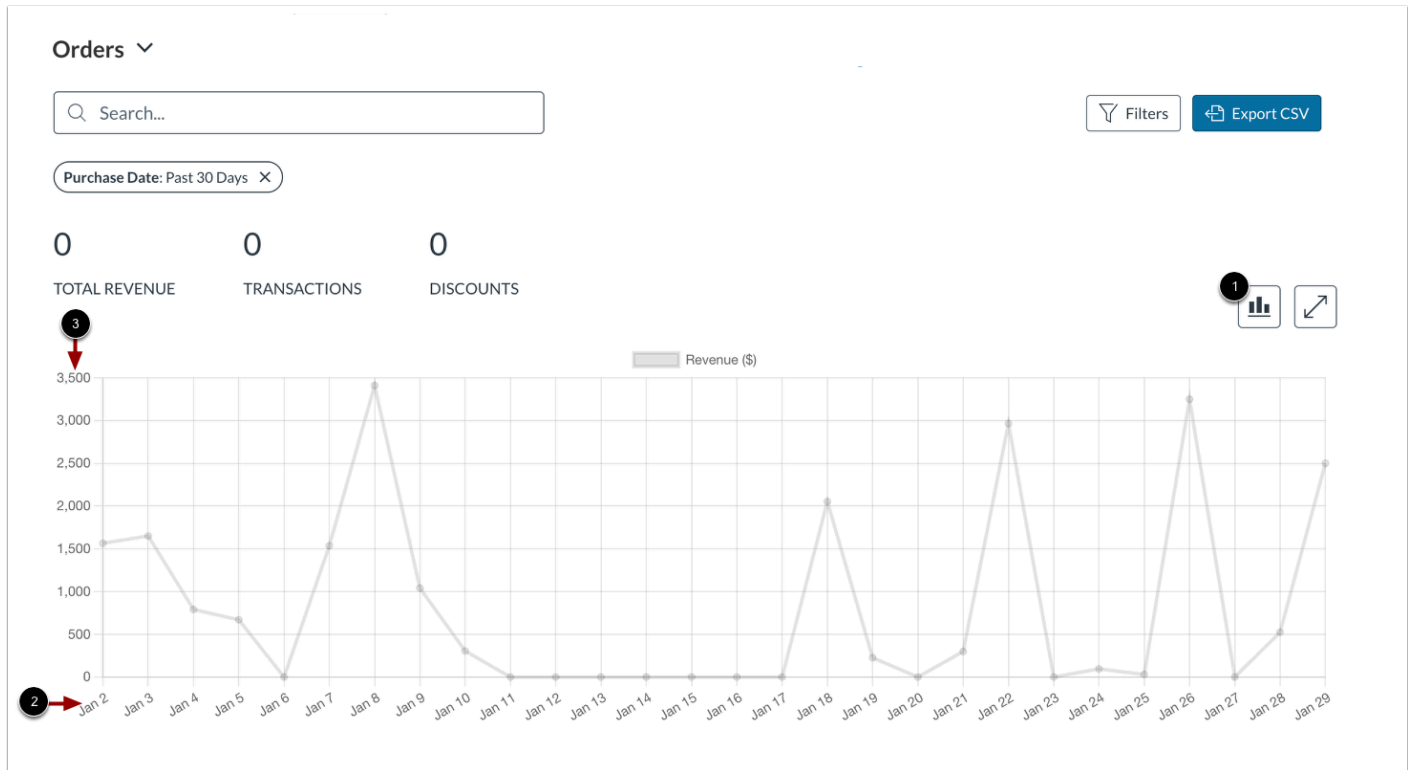 Orders
Search...
Filters
Export CSV
Purchase Date: Past 30 Days
0 0 0
TOTAL REVENUE TRANSACTIONS DISCOUNTS
1
3
Revenue ($)
3,500
3,000
2,500
2,000
1,500
1,000
500
0
2
Jan 2 Jan 3 Jan 4 Jan 5 Jan 6 Jan 7 Jan 8 Jan 9 Jan 10 Jan 11 Jan 12 Jan 13 Jan 14 Jan 15 Jan 16 Jan 17 Jan 18 Jan 19 Jan 20 Jan 21 Jan 22 Jan 23 Jan 24 Jan 25 Jan 26 Jan 27 Jan 28 Jan 29